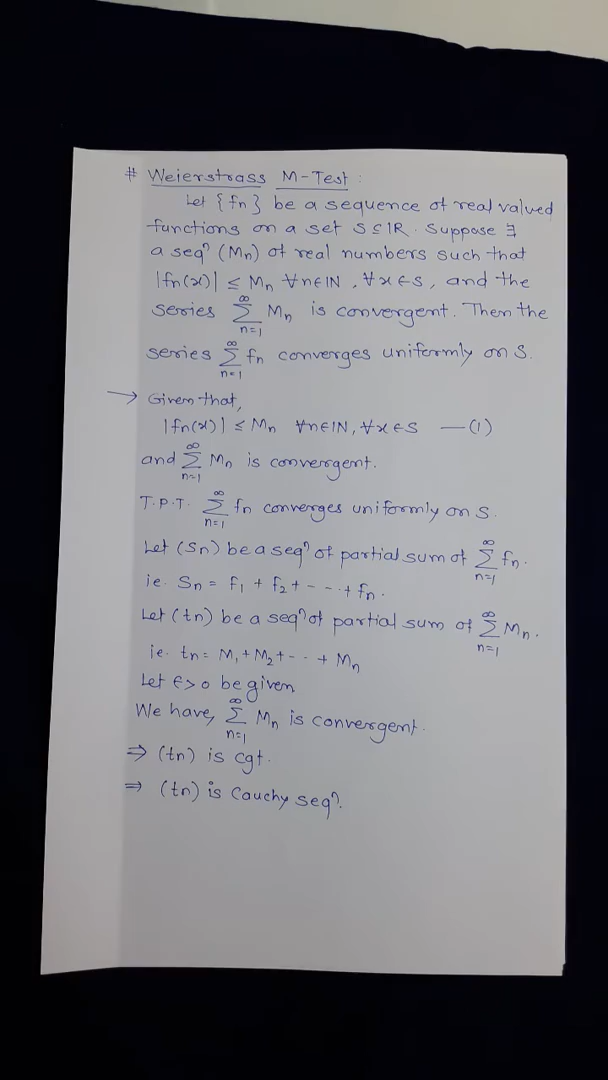 # Weierstrass M-Test :
Let {fn} be a sequence of real valued
functions on a set S ⊆ IR. Suppose ∃
a seqⁿ (Mn) of real numbers such that
|fn(x)| ≤ Mn ∀n∈IN, ∀x∈S, and the
series ∞∑n=1 Mn is convergent. Then the
series ∞∑n=1 fn converges uniformly on S.
→ Given that,
|fn(x)| ≤ Mn ∀n∈IN, ∀x∈S —(1)
and ∞∑n=1 Mn is convergent.
T.P.T. ∞∑n=1 fn converges uniformly on S.
Let (Sn) be a seqⁿ of partial sum of ∞∑n=1 fn.
ie. Sn = f1 + f2 + - - - + fn.
Let (tn) be a seqⁿ of partial sum of ∞∑n=1 Mn.
ie. tn = M1 + M2 + - - + Mn
Let ϵ>0 be given
We have, ∞∑n=1 Mn is convergent.
⇒ (tn) is cgt.
⇒ (tn) is Cauchy seqⁿ.